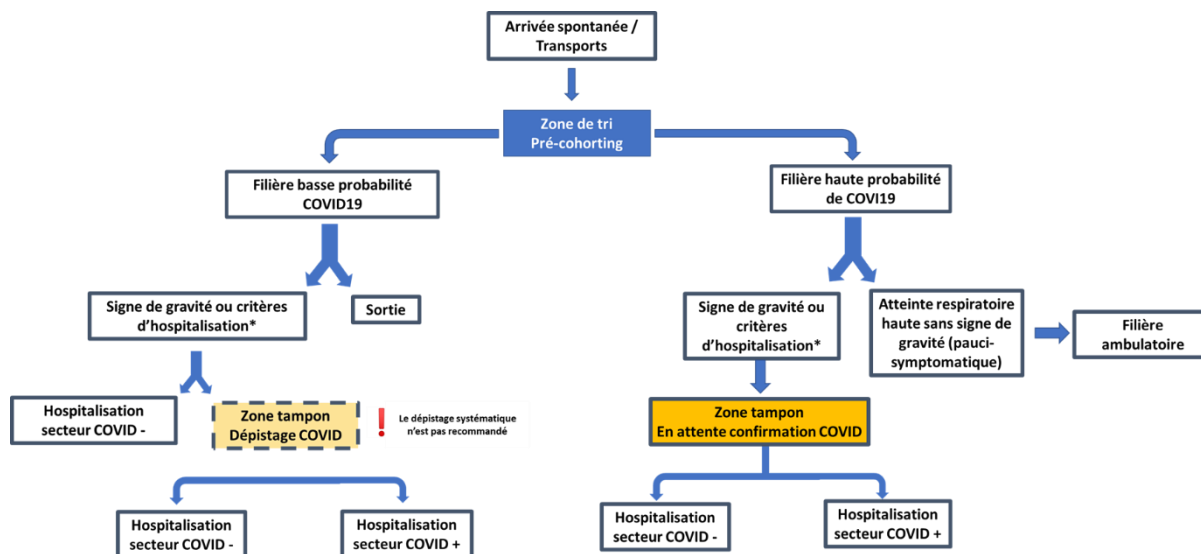 Arrivée spontanée /
Transports
Zone de tri
Pré-cohorting
Filière basse probabilité
COVID19
Filière haute probabilité
de COVI19
Signe de gravité ou critères
d'hospitalisation*
Sortie
Signe de gravité ou
critères
d'hospitalisation*
Atteinte respiratoire
haute sans signe de
gravité (pauci-
symptomatique)
Filière
ambulatoire
Hospitalisation
secteur COVID -
Zone tampon
Dépistage COVID
Le dépistage systématique
n'est pas recommandé
Zone tampon
En attente confirmation COVID
Hospitalisation
secteur COVID -
Hospitalisation
secteur COVID +
Hospitalisation
secteur COVID -
Hospitalisation
secteur COVID +